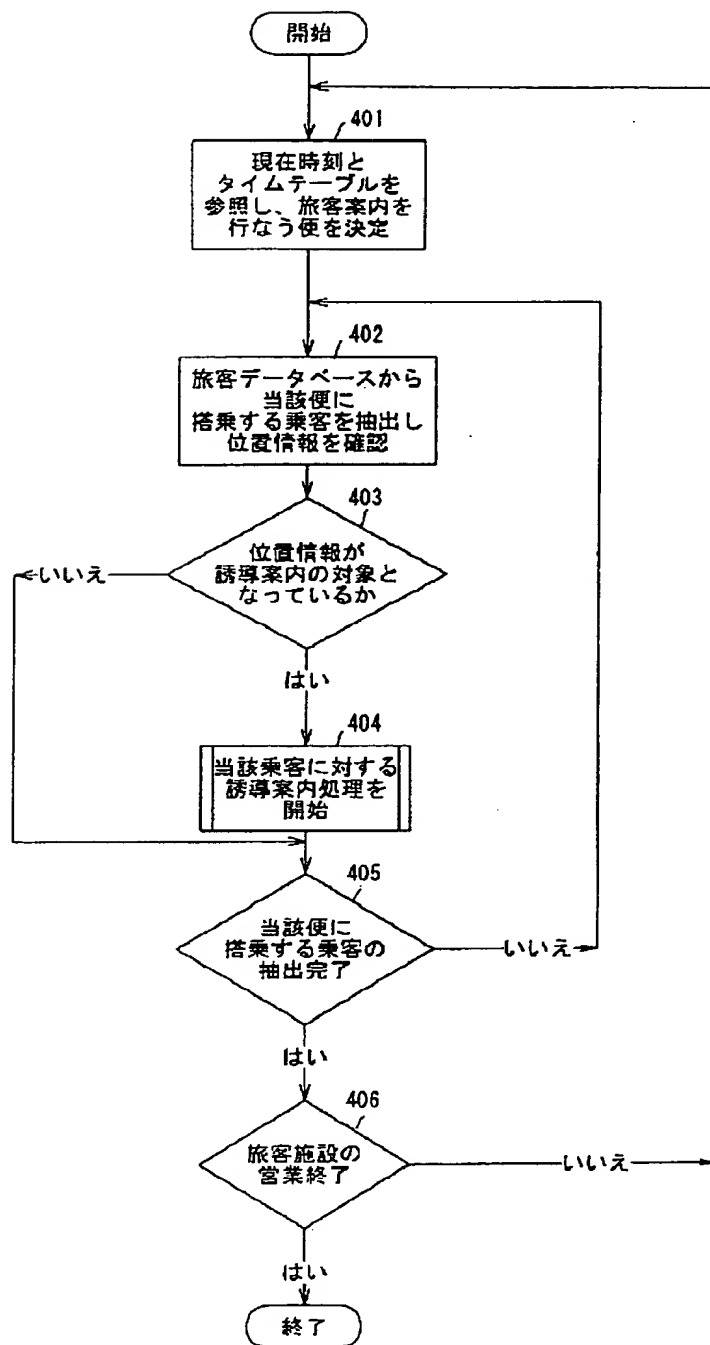 開始
401
現在時刻と
タイムテーブルを
参照し、旅客案内を
行なう便を決定
402
旅客データベースから
当該便に
搭乗する乗客を抽出し
位置情報を確認
403
位置情報が
誘導案内の対象と
なっているか
いいえ
はい
404
当該乗客に対する
誘導案内処理を
開始
405
当該便に
搭乗する乗客の
抽出完了
いいえ
はい
406
旅客施設の
営業終了
いいえ
はい
終了